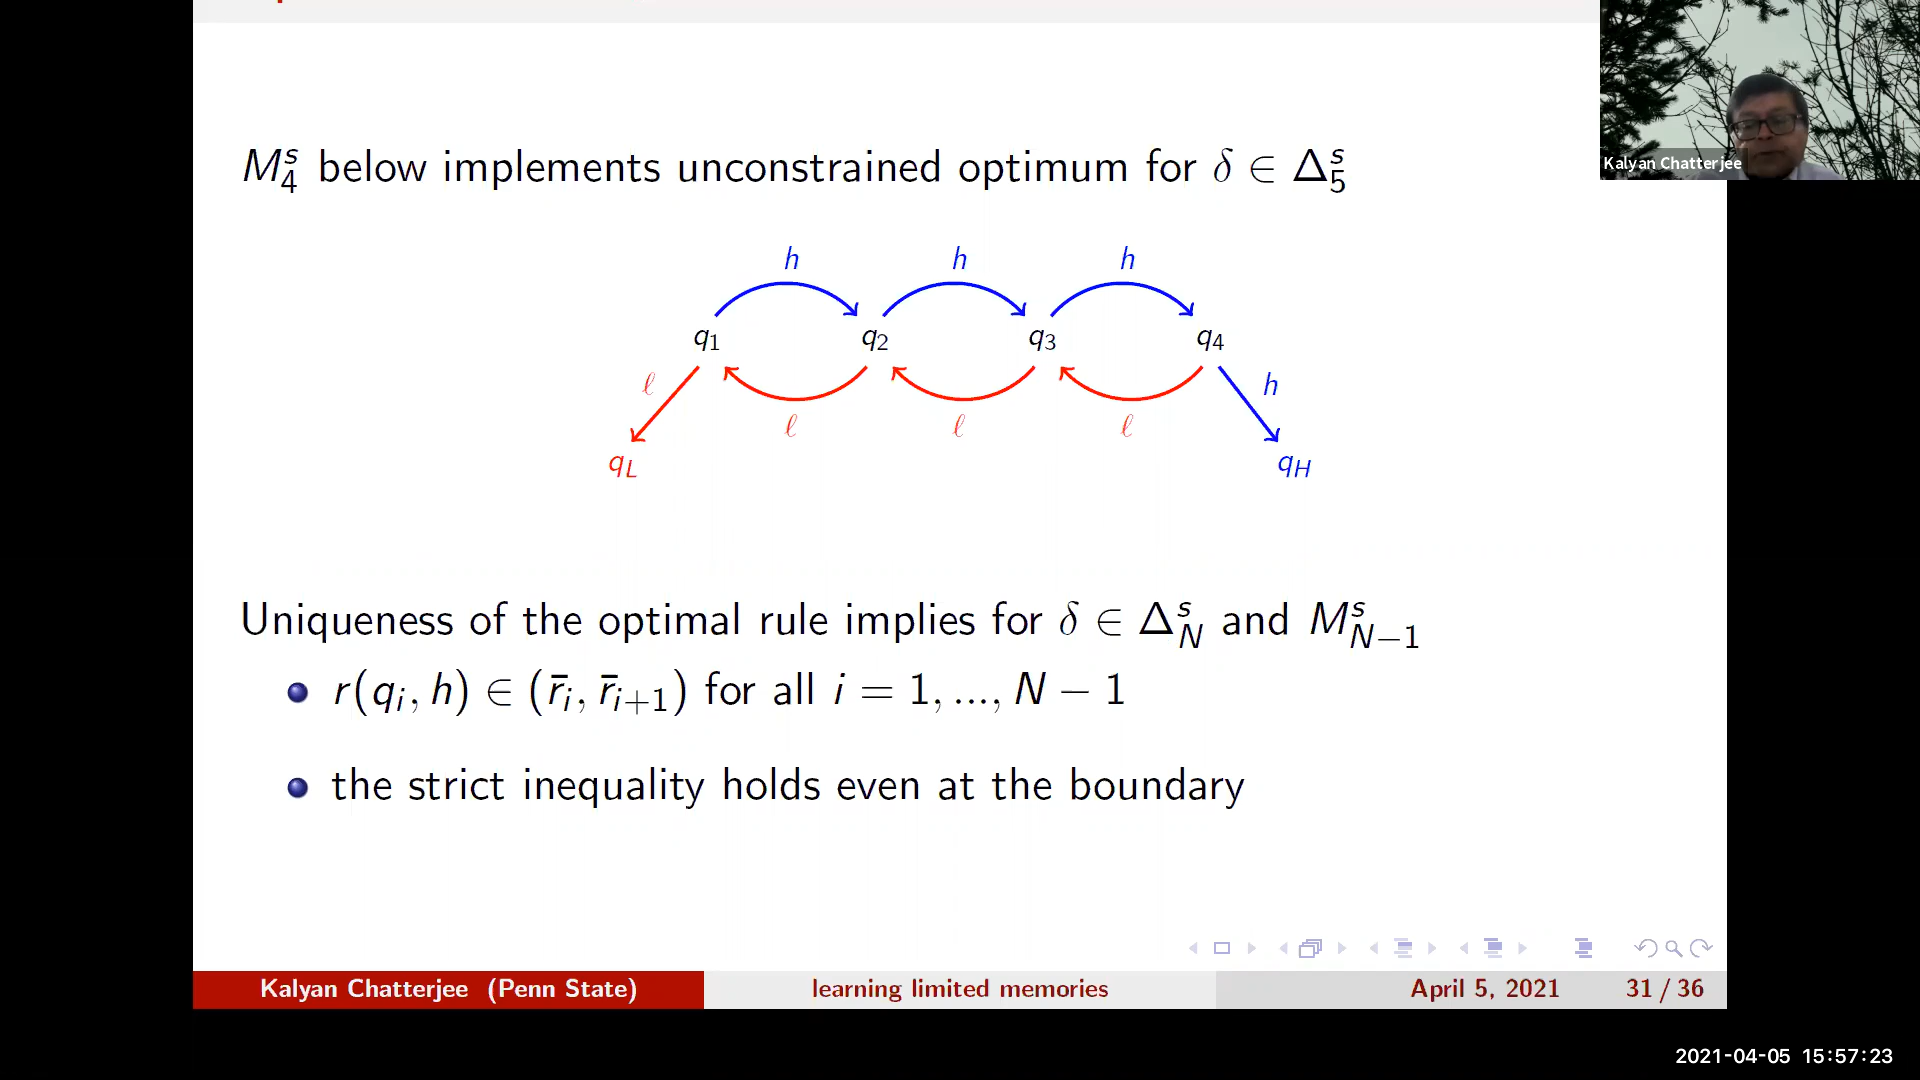 Kalyan Chatterjee
M₄ˢ below implements unconstrained optimum for δ ∈ Δ₅ˢ
h h h
q₁ q₂ q₃ q₄
ℓ h
ℓ ℓ ℓ
q_L q_H
Uniqueness of the optimal rule implies for δ ∈ Δ_N^s and M_{N−1}^s
r(q_i, h) ∈ (r̄_i, r̄_{i+1}) for all i = 1, ..., N − 1
the strict inequality holds even at the boundary
Kalyan Chatterjee (Penn State) learning limited memories April 5, 2021 31 / 36
2021-04-05 15:57:23